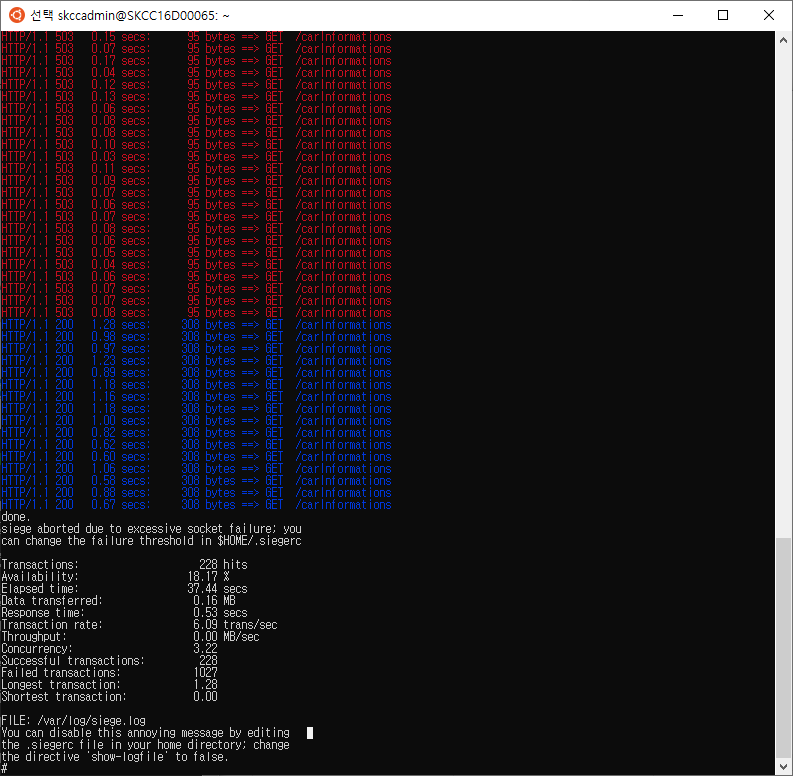 선택 skccadmin@SKCC16D00065: ~
HTTP/1.1 503 0.15 secs: 95 bytes ==> GET /carInformations
HTTP/1.1 503 0.07 secs: 95 bytes ==> GET /carInformations
HTTP/1.1 503 0.17 secs: 95 bytes ==> GET /carInformations
HTTP/1.1 503 0.04 secs: 95 bytes ==> GET /carInformations
HTTP/1.1 503 0.12 secs: 95 bytes ==> GET /carInformations
HTTP/1.1 503 0.13 secs: 95 bytes ==> GET /carInformations
HTTP/1.1 503 0.06 secs: 95 bytes ==> GET /carInformations
HTTP/1.1 503 0.08 secs: 95 bytes ==> GET /carInformations
HTTP/1.1 503 0.08 secs: 95 bytes ==> GET /carInformations
HTTP/1.1 503 0.10 secs: 95 bytes ==> GET /carInformations
HTTP/1.1 503 0.03 secs: 95 bytes ==> GET /carInformations
HTTP/1.1 503 0.11 secs: 95 bytes ==> GET /carInformations
HTTP/1.1 503 0.09 secs: 95 bytes ==> GET /carInformations
HTTP/1.1 503 0.07 secs: 95 bytes ==> GET /carInformations
HTTP/1.1 503 0.06 secs: 95 bytes ==> GET /carInformations
HTTP/1.1 503 0.07 secs: 95 bytes ==> GET /carInformations
HTTP/1.1 503 0.08 secs: 95 bytes ==> GET /carInformations
HTTP/1.1 503 0.06 secs: 95 bytes ==> GET /carInformations
HTTP/1.1 503 0.05 secs: 95 bytes ==> GET /carInformations
HTTP/1.1 503 0.04 secs: 95 bytes ==> GET /carInformations
HTTP/1.1 503 0.06 secs: 95 bytes ==> GET /carInformations
HTTP/1.1 503 0.07 secs: 95 bytes ==> GET /carInformations
HTTP/1.1 503 0.07 secs: 95 bytes ==> GET /carInformations
HTTP/1.1 503 0.08 secs: 95 bytes ==> GET /carInformations
HTTP/1.1 200 1.28 secs: 308 bytes ==> GET /carInformations
HTTP/1.1 200 0.98 secs: 308 bytes ==> GET /carInformations
HTTP/1.1 200 0.97 secs: 308 bytes ==> GET /carInformations
HTTP/1.1 200 1.23 secs: 308 bytes ==> GET /carInformations
HTTP/1.1 200 0.89 secs: 308 bytes ==> GET /carInformations
HTTP/1.1 200 1.18 secs: 308 bytes ==> GET /carInformations
HTTP/1.1 200 1.16 secs: 308 bytes ==> GET /carInformations
HTTP/1.1 200 1.18 secs: 308 bytes ==> GET /carInformations
HTTP/1.1 200 1.00 secs: 308 bytes ==> GET /carInformations
HTTP/1.1 200 0.82 secs: 308 bytes ==> GET /carInformations
HTTP/1.1 200 0.62 secs: 308 bytes ==> GET /carInformations
HTTP/1.1 200 0.60 secs: 308 bytes ==> GET /carInformations
HTTP/1.1 200 1.06 secs: 308 bytes ==> GET /carInformations
HTTP/1.1 200 0.58 secs: 308 bytes ==> GET /carInformations
HTTP/1.1 200 0.86 secs: 308 bytes ==> GET /carInformations
HTTP/1.1 200 0.67 secs: 308 bytes ==> GET /carInformations
done.
siege aborted due to excessive socket failure; you
can change the failure threshold in $HOME/.siegerc
Transactions: 228 hits
Availability: 18.17 %
Elapsed time: 37.44 secs
Data transferred: 0.16 MB
Response time: 0.53 secs
Transaction rate: 6.09 trans/sec
Throughput: 0.00 MB/sec
Concurrency: 3.22
Successful transactions: 228
Failed transactions: 1027
Longest transaction: 1.28
Shortest transaction: 0.00
FILE: /var/log/siege.log
You can disable this annoying message by editing
the .siegerc file in your home directory; change
the directive 'show-logfile' to false.
#